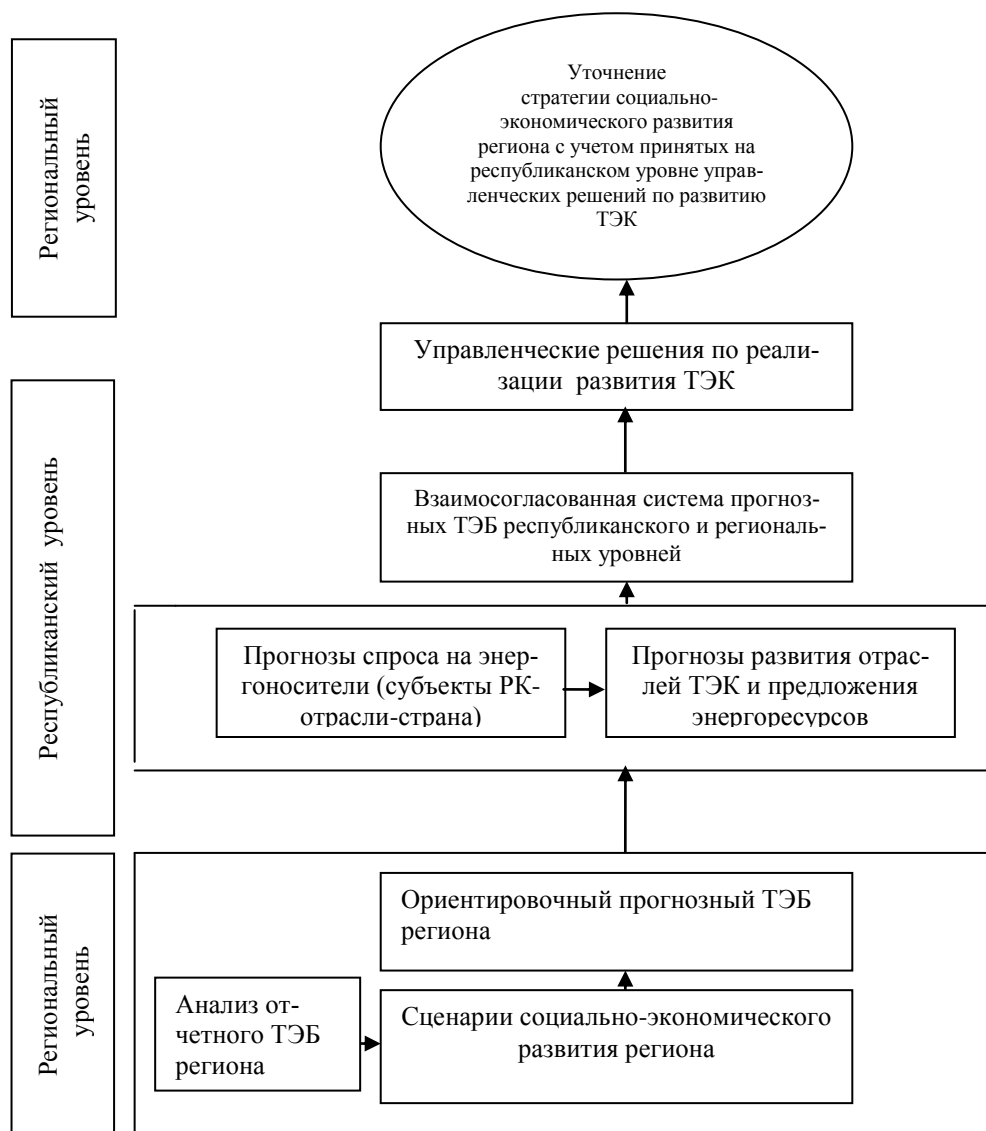 Региональный
уровень
Уточнение
стратегии социально-
экономического развития
региона с учетом принятых на
республиканском уровне управ-
ленческих решений по развитию
ТЭК
Управленческие решения по реали-
зации развития ТЭК
Республиканский уровень
Взаимосогласованная система прогноз-
ных ТЭБ республиканского и региональ-
ных уровней
Прогнозы спроса на энер-
гоносители (субъекты РК-
отрасли-страна)
Прогнозы развития отрас-
лей ТЭК и предложения
энергоресурсов
Региональный
уровень
Ориентировочный прогнозный ТЭБ
региона
Анализ от-
четного ТЭБ
региона
Сценарии социально-экономического
развития региона